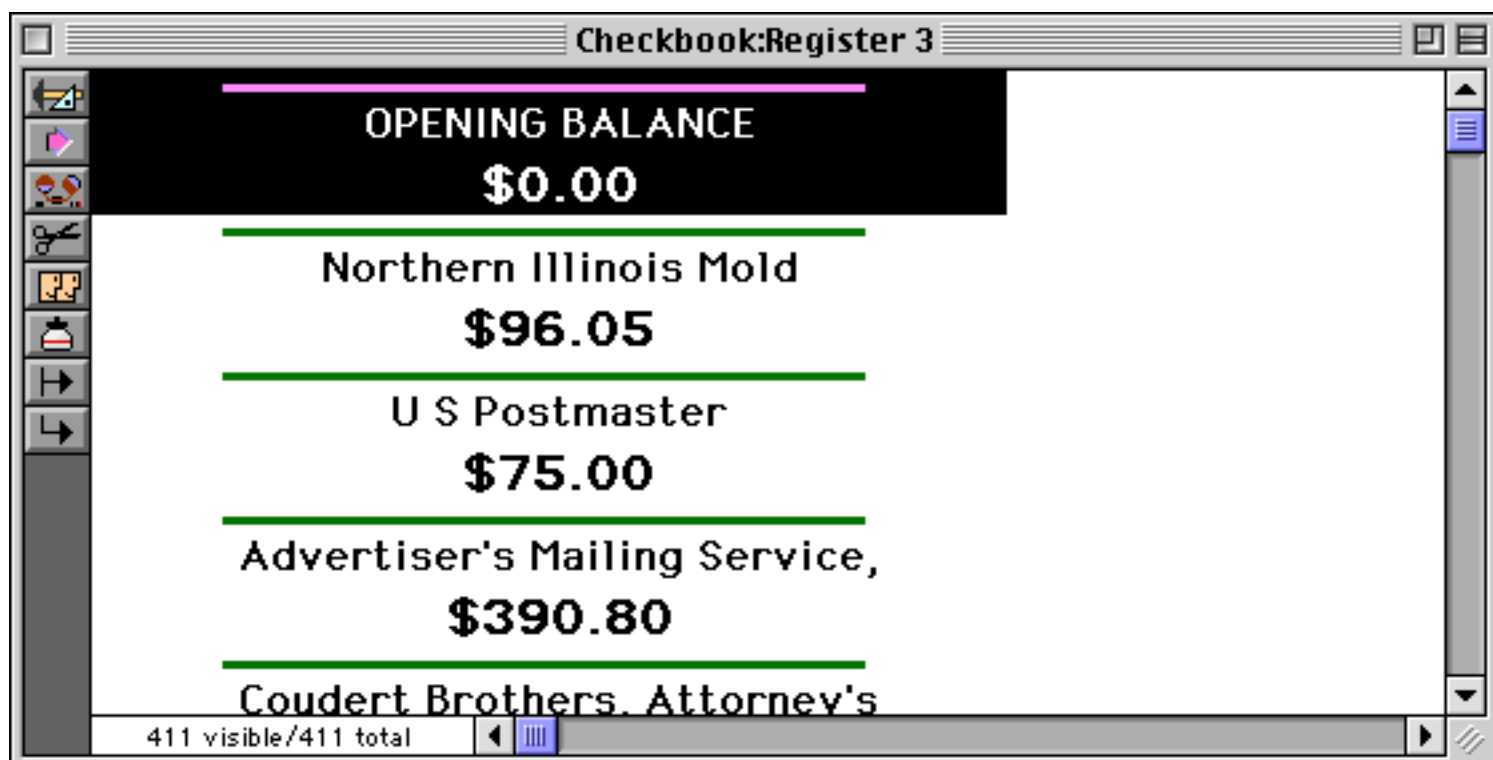 Checkbook:Register 3
OPENING BALANCE
$0.00
Northern Illinois Mold
$96.05
U S Postmaster
$75.00
Advertiser's Mailing Service,
$390.80
Coudert Brothers, Attorney's
411 visible/411 total